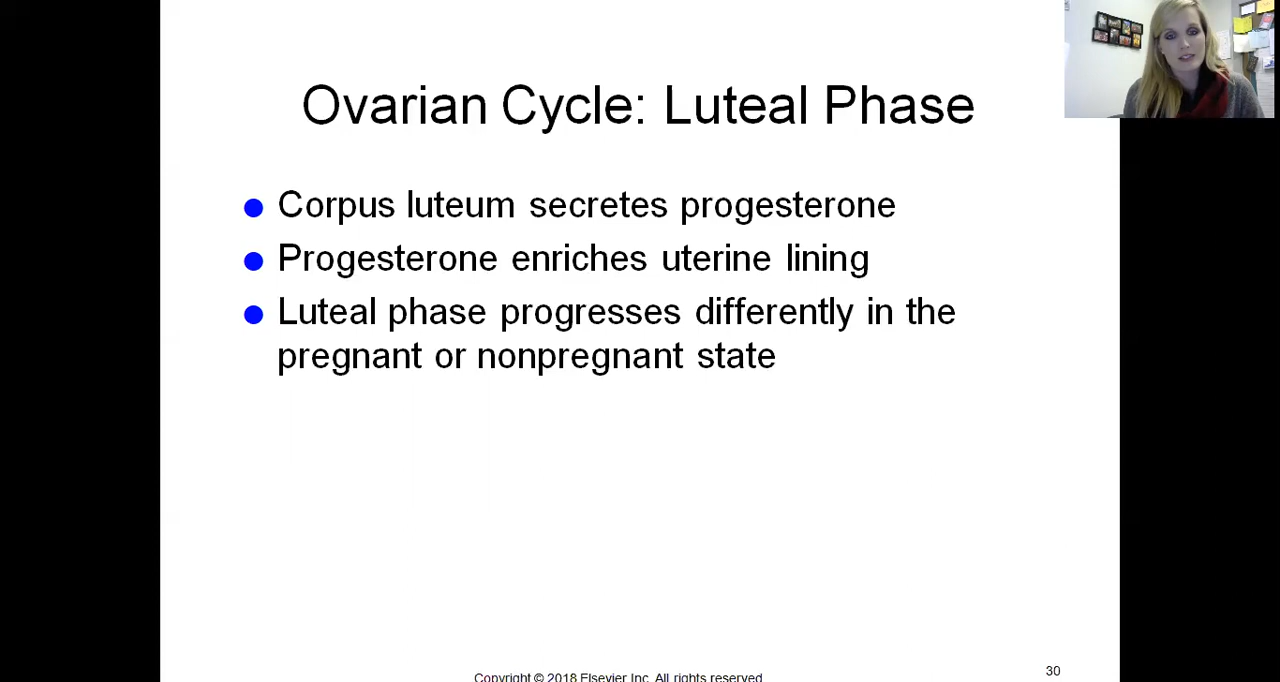 Ovarian Cycle: Luteal Phase
● Corpus luteum secretes progesterone
● Progesterone enriches uterine lining
● Luteal phase progresses differently in the
pregnant or nonpregnant state
Copyright © 2018 Elsevier Inc. All rights reserved
30